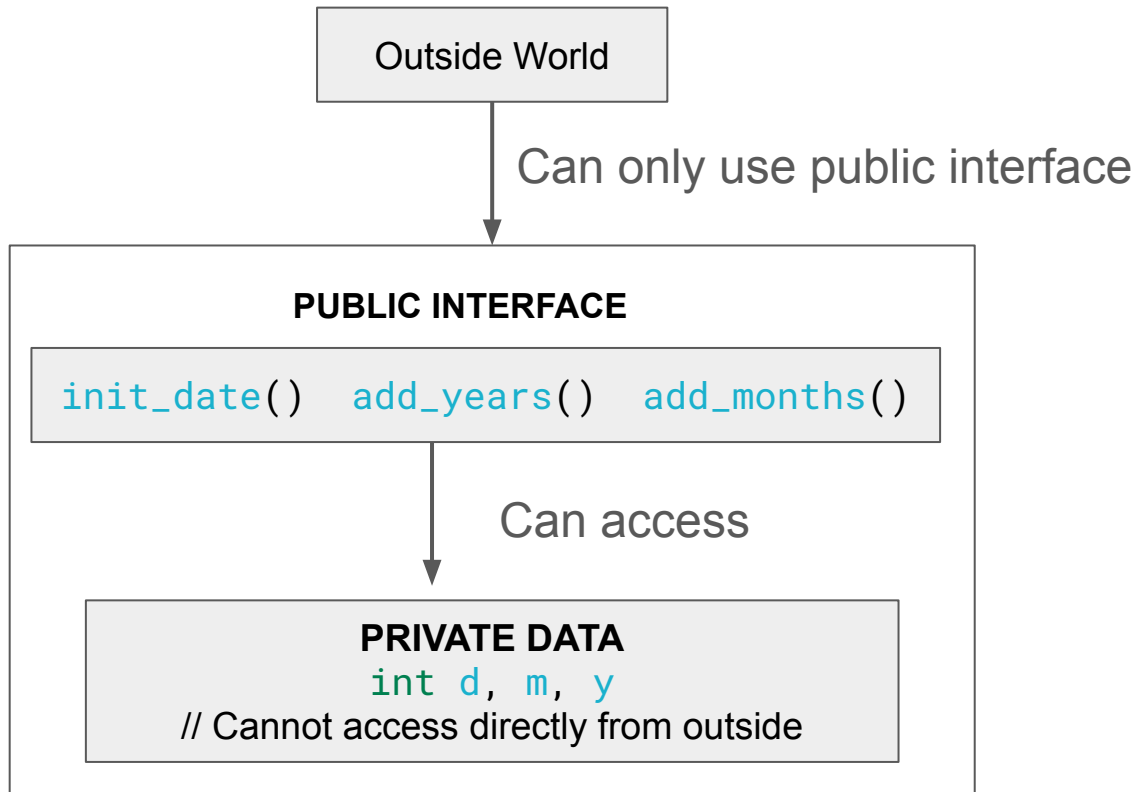 Outside World
Can only use public interface
PUBLIC INTERFACE
init_date() add_years() add_months()
Can access
PRIVATE DATA
int d, m, y
// Cannot access directly from outside